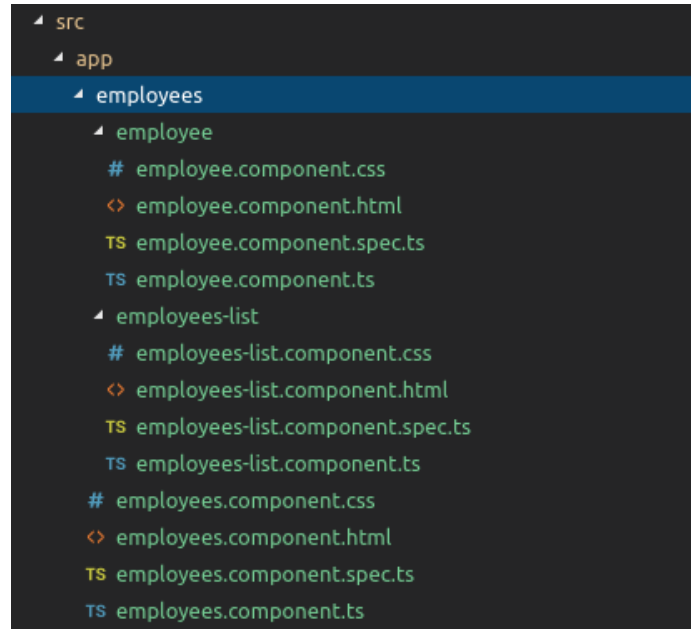 src
app
employees
employee
# employee.component.css
<> employee.component.html
TS employee.component.spec.ts
TS employee.component.ts
employees-list
# employees-list.component.css
<> employees-list.component.html
TS employees-list.component.spec.ts
TS employees-list.component.ts
# employees.component.css
<> employees.component.html
TS employees.component.spec.ts
TS employees.component.ts